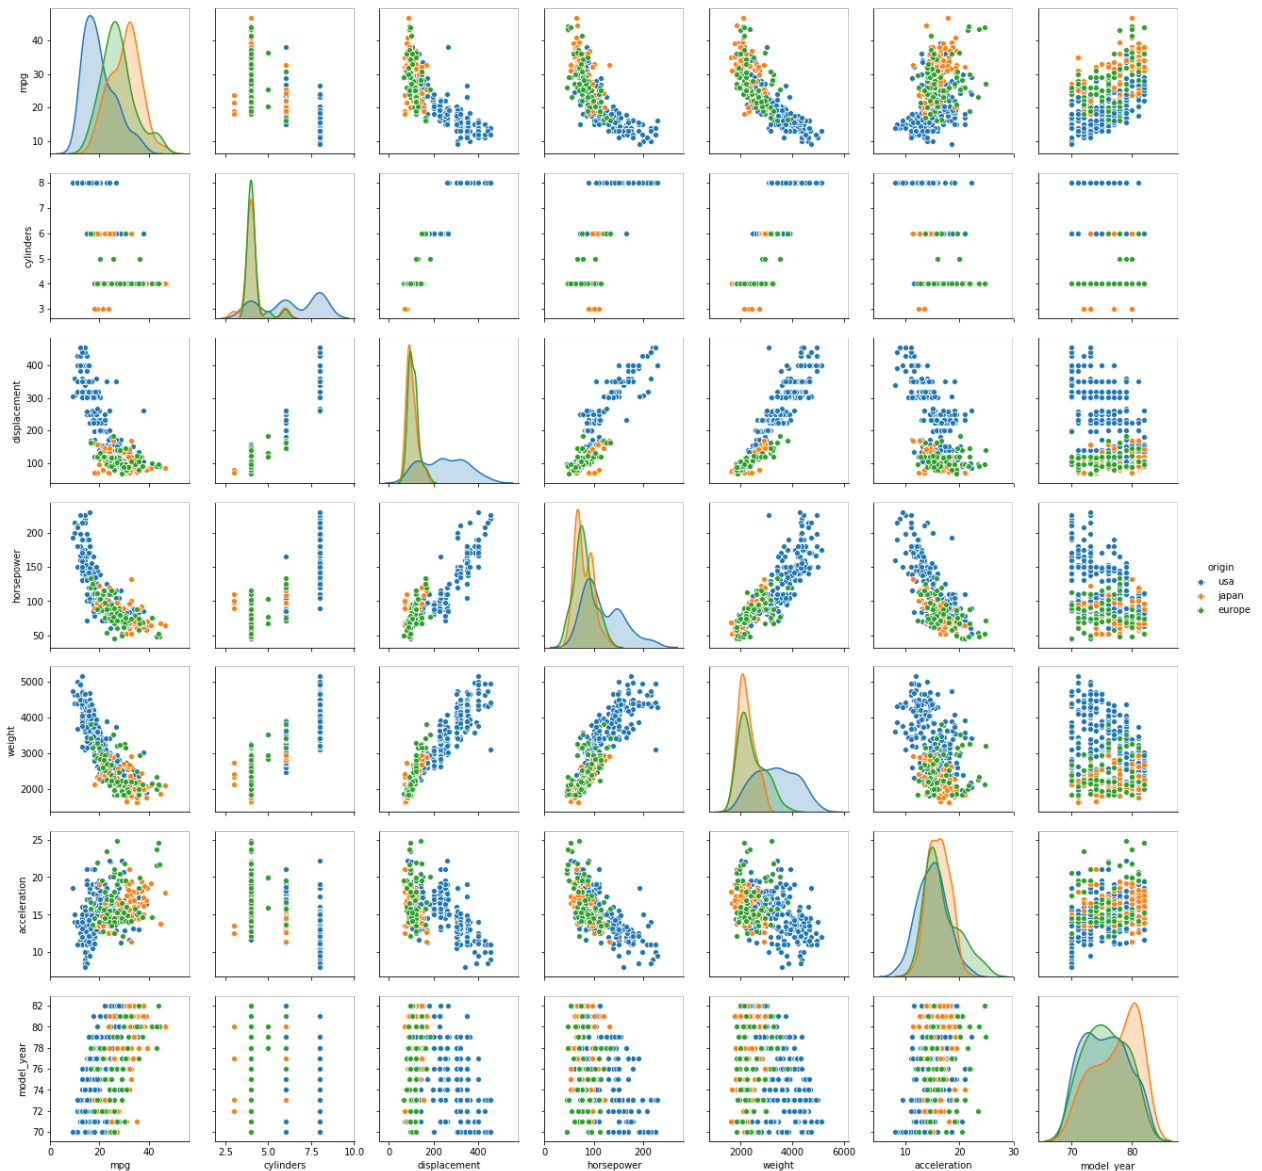 40
30
20
10
mpg
8
7
6
5
4
3
cylinders
400
300
200
100
displacement
200
150
100
50
horsepower
origin
usa
japan
europe
5000
4000
3000
2000
weight
25
20
15
10
acceleration
82
80
78
76
74
72
70
model_year
0 20 40
mpg
2.5 5.0 7.5 10.0
cylinders
0 200 400
displacement
0 100 200
horsepower
2000 4000 6000
weight
10 20 30
acceleration
70 80
model_year